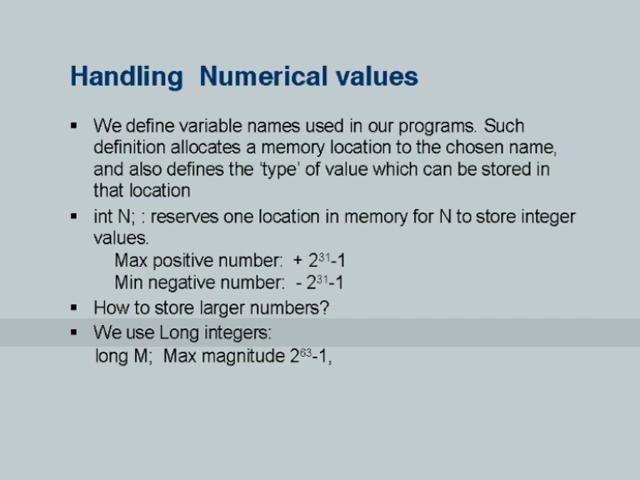 Handling  Numerical values
▪ We define variable names used in our programs. Such
definition allocates a memory location to the chosen name,
and also defines the ‘type’ of value which can be stored in
that location
▪ int N; : reserves one location in memory for N to store integer
values.
Max positive number:  + 2³¹-1
Min negative number:  - 2³¹-1
▪ How to store larger numbers?
▪ We use Long integers:
long M;  Max magnitude 2⁶³-1,